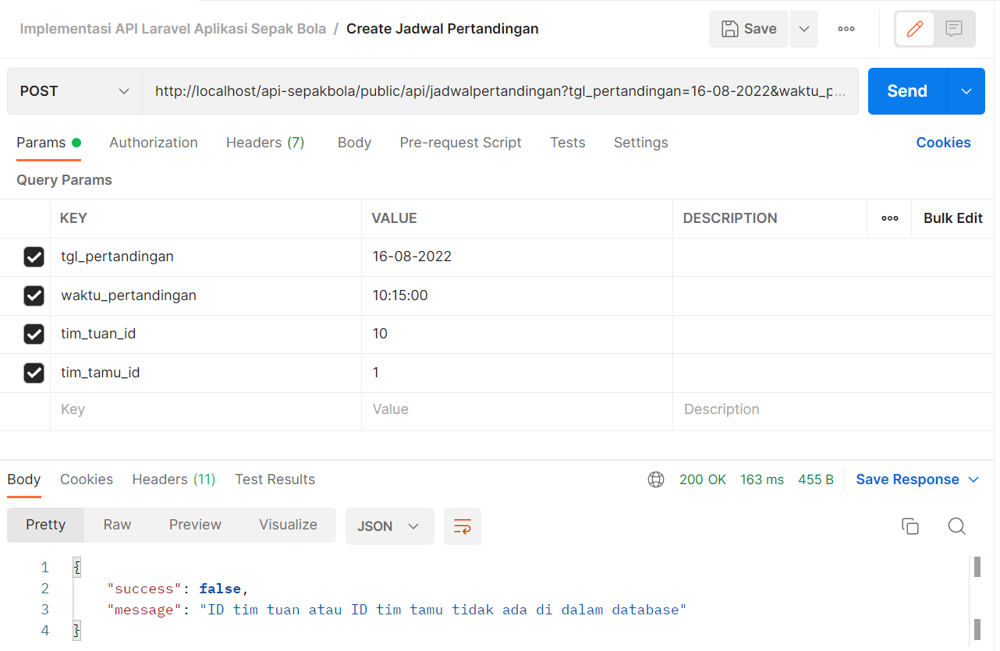 Implementasi API Laravel Aplikasi Sepak Bola / Create Jadwal Pertandingan
Save
ooo
POST
http://localhost/api-sepakbola/public/api/jadwalpertandingan?tgl_pertandingan=16-08-2022&waktu_p...
Send
Params Authorization Headers (7) Body Pre-request Script Tests Settings Cookies
Query Params
KEY VALUE DESCRIPTION ooo Bulk Edit
tgl_pertandingan 16-08-2022
waktu_pertandingan 10:15:00
tim_tuan_id 10
tim_tamu_id 1
Key Value Description
Body Cookies Headers (11) Test Results 200 OK 163 ms 455 B Save Response
Pretty Raw Preview Visualize JSON
1 {
2 "success": false,
3 "message": "ID tim tuan atau ID tim tamu tidak ada di dalam database"
4 }